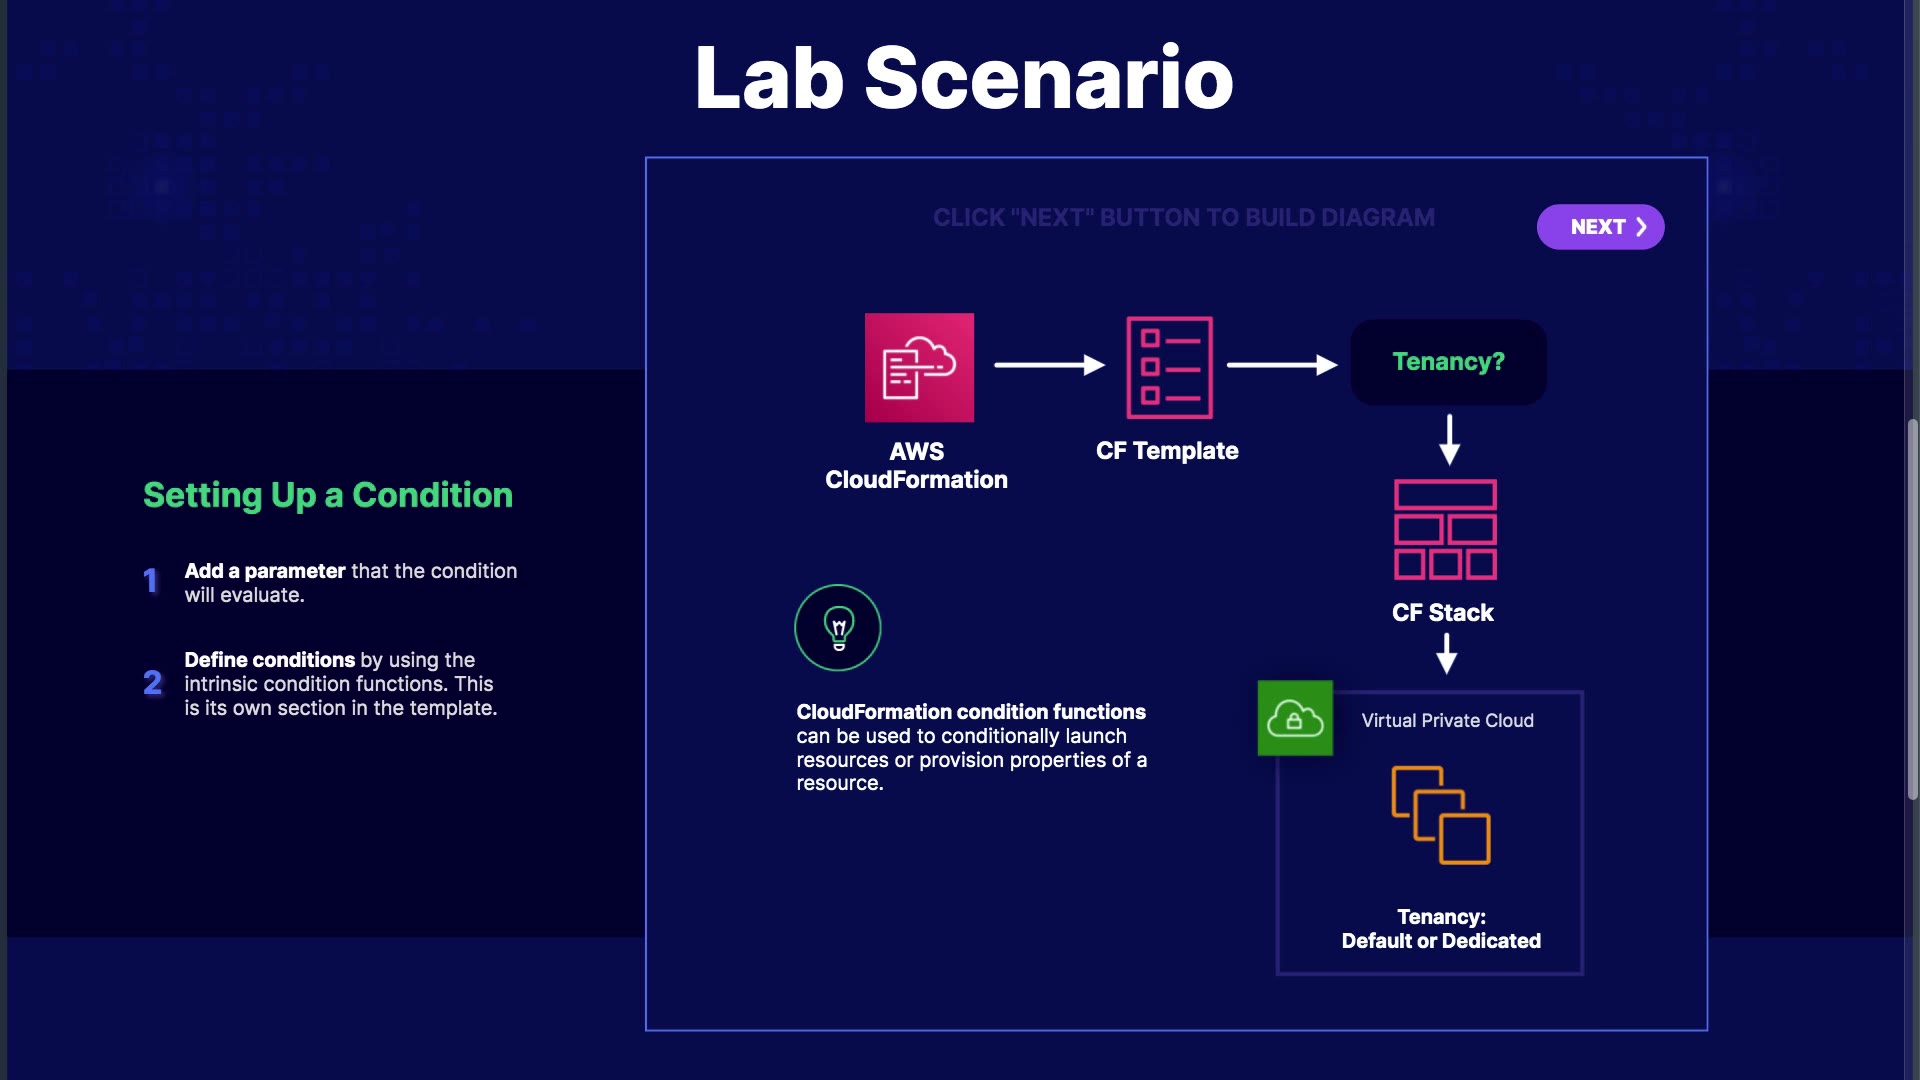 Lab Scenario
CLICK "NEXT" BUTTON TO BUILD DIAGRAM
NEXT
AWS
CloudFormation
CF Template
Tenancy?
Setting Up a Condition
1
Add a parameter that the condition
will evaluate.
2
Define conditions by using the
intrinsic condition functions. This
is its own section in the template.
CloudFormation condition functions
can be used to conditionally launch
resources or provision properties of a
resource.
CF Stack
Virtual Private Cloud
Tenancy:
Default or Dedicated